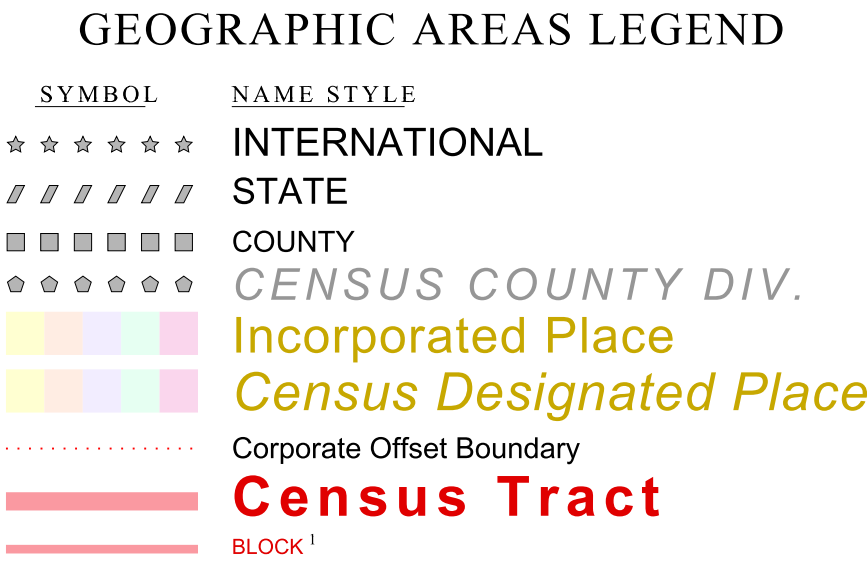 GEOGRAPHIC AREAS LEGEND
SYMBOL NAME STYLE
INTERNATIONAL
STATE
COUNTY
CENSUS COUNTY DIV.
Incorporated Place
Census Designated Place
Corporate Offset Boundary
Census Tract
BLOCK 1